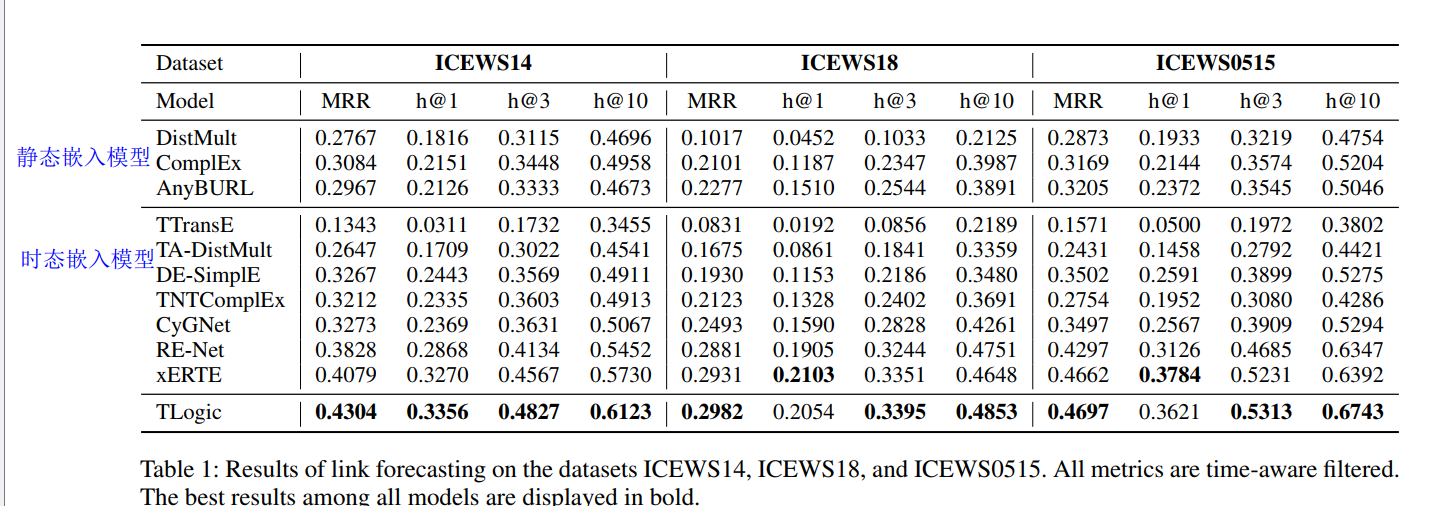 Dataset ICEWS14 ICEWS18 ICEWS0515
Model MRR h@1 h@3 h@10 MRR h@1 h@3 h@10 MRR h@1 h@3 h@10
DistMult 0.2767 0.1816 0.3115 0.4696 0.1017 0.0452 0.1033 0.2125 0.2873 0.1933 0.3219 0.4754
静态嵌入模型 ComplEx 0.3084 0.2151 0.3448 0.4958 0.2101 0.1187 0.2347 0.3987 0.3169 0.2144 0.3574 0.5204
AnyBURL 0.2967 0.2126 0.3333 0.4673 0.2277 0.1510 0.2544 0.3891 0.3205 0.2372 0.3545 0.5046
TTransE 0.1343 0.0311 0.1732 0.3455 0.0831 0.0192 0.0856 0.2189 0.1571 0.0500 0.1972 0.3802
时态嵌入模型 TA-DistMult 0.2647 0.1709 0.3022 0.4541 0.1675 0.0861 0.1841 0.3359 0.2431 0.1458 0.2792 0.4421
DE-SimplE 0.3267 0.2443 0.3569 0.4911 0.1930 0.1153 0.2186 0.3480 0.3502 0.2591 0.3899 0.5275
TNTComplEx 0.3212 0.2335 0.3603 0.4913 0.2123 0.1328 0.2402 0.3691 0.2754 0.1952 0.3080 0.4286
CyGNet 0.3273 0.2369 0.3631 0.5067 0.2493 0.1590 0.2828 0.4261 0.3497 0.2567 0.3909 0.5294
RE-Net 0.3828 0.2868 0.4134 0.5452 0.2881 0.1905 0.3244 0.4751 0.4297 0.3126 0.4685 0.6347
xERTE 0.4079 0.3270 0.4567 0.5730 0.2931 0.2103 0.3351 0.4648 0.4662 0.3784 0.5231 0.6392
TLogic 0.4304 0.3356 0.4827 0.6123 0.2982 0.2054 0.3395 0.4853 0.4697 0.3621 0.5313 0.6743
Table 1: Results of link forecasting on the datasets ICEWS14, ICEWS18, and ICEWS0515. All metrics are time-aware filtered.
The best results among all models are displayed in bold.